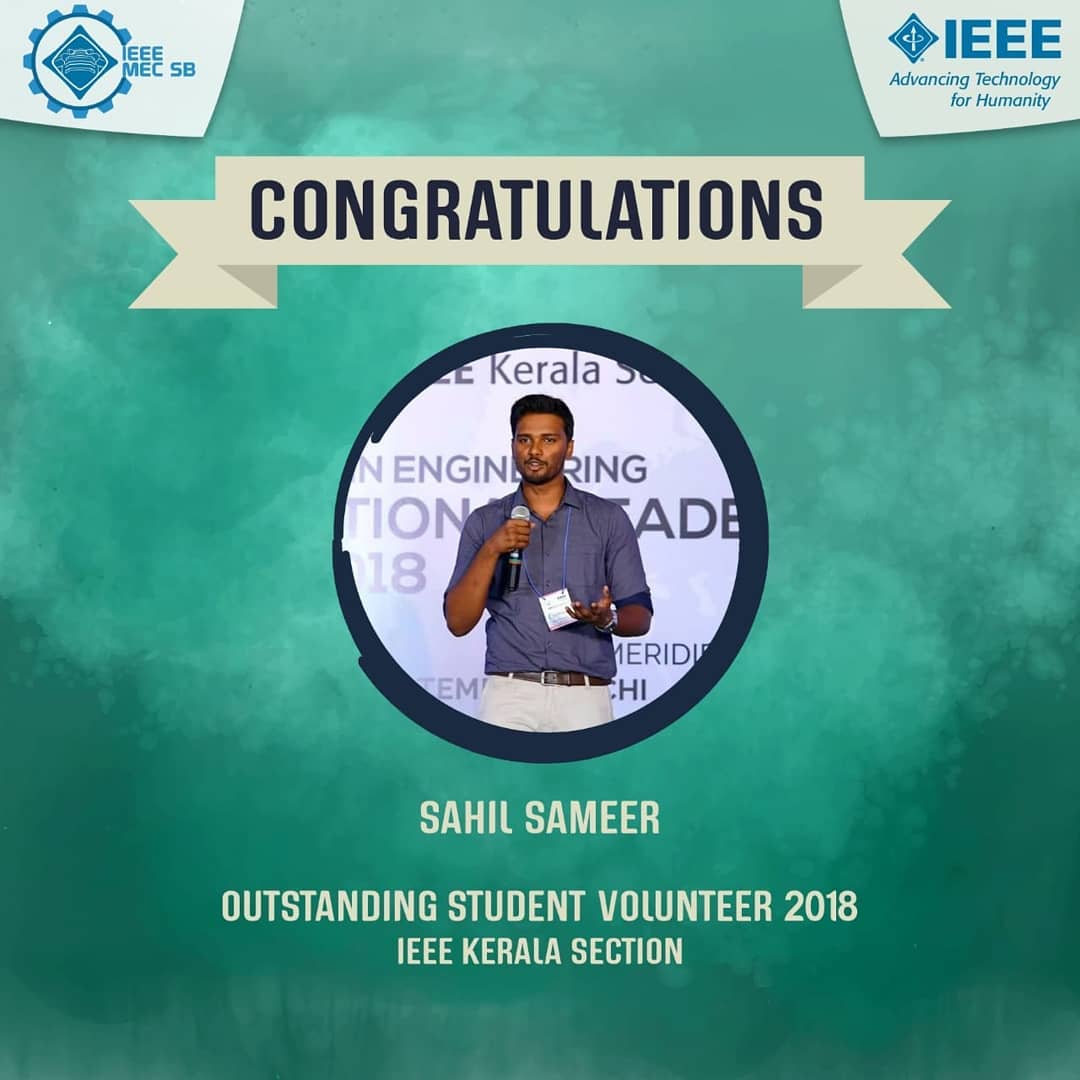 IEEE
MEC SB
IEEE
Advancing Technology
for Humanity
CONGRATULATIONS
Kerala
ENGINEERING
2018
SAHIL SAMEER
OUTSTANDING STUDENT VOLUNTEER 2018
IEEE KERALA SECTION